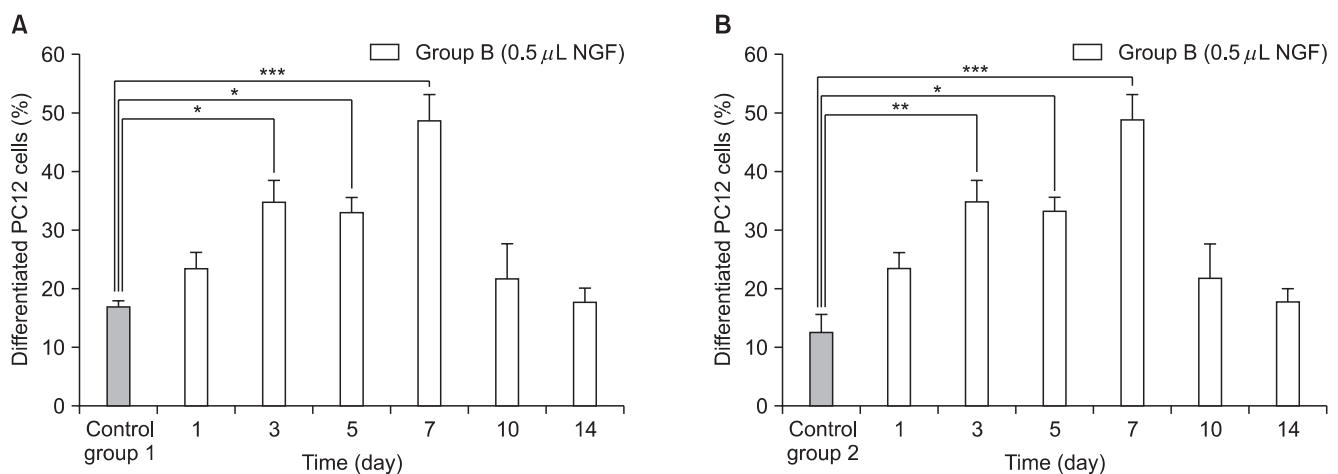 A
60
50
40
30
20
10
0
Differentiated PC12 cells (%)
Group B (0.5 μL NGF)
***
*
*
Control
group 1
1
3
5
7
10
14
Time (day)
B
60
50
40
30
20
10
0
Differentiated PC12 cells (%)
Group B (0.5 μL NGF)
***
*
**
Control
group 2
1
3
5
7
10
14
Time (day)